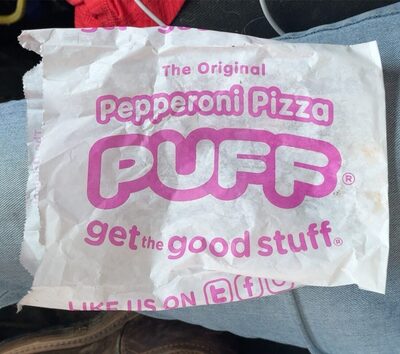 The Original
Pepperoni Pizza
PUFF®
get the good stuff®
LIKE US ON